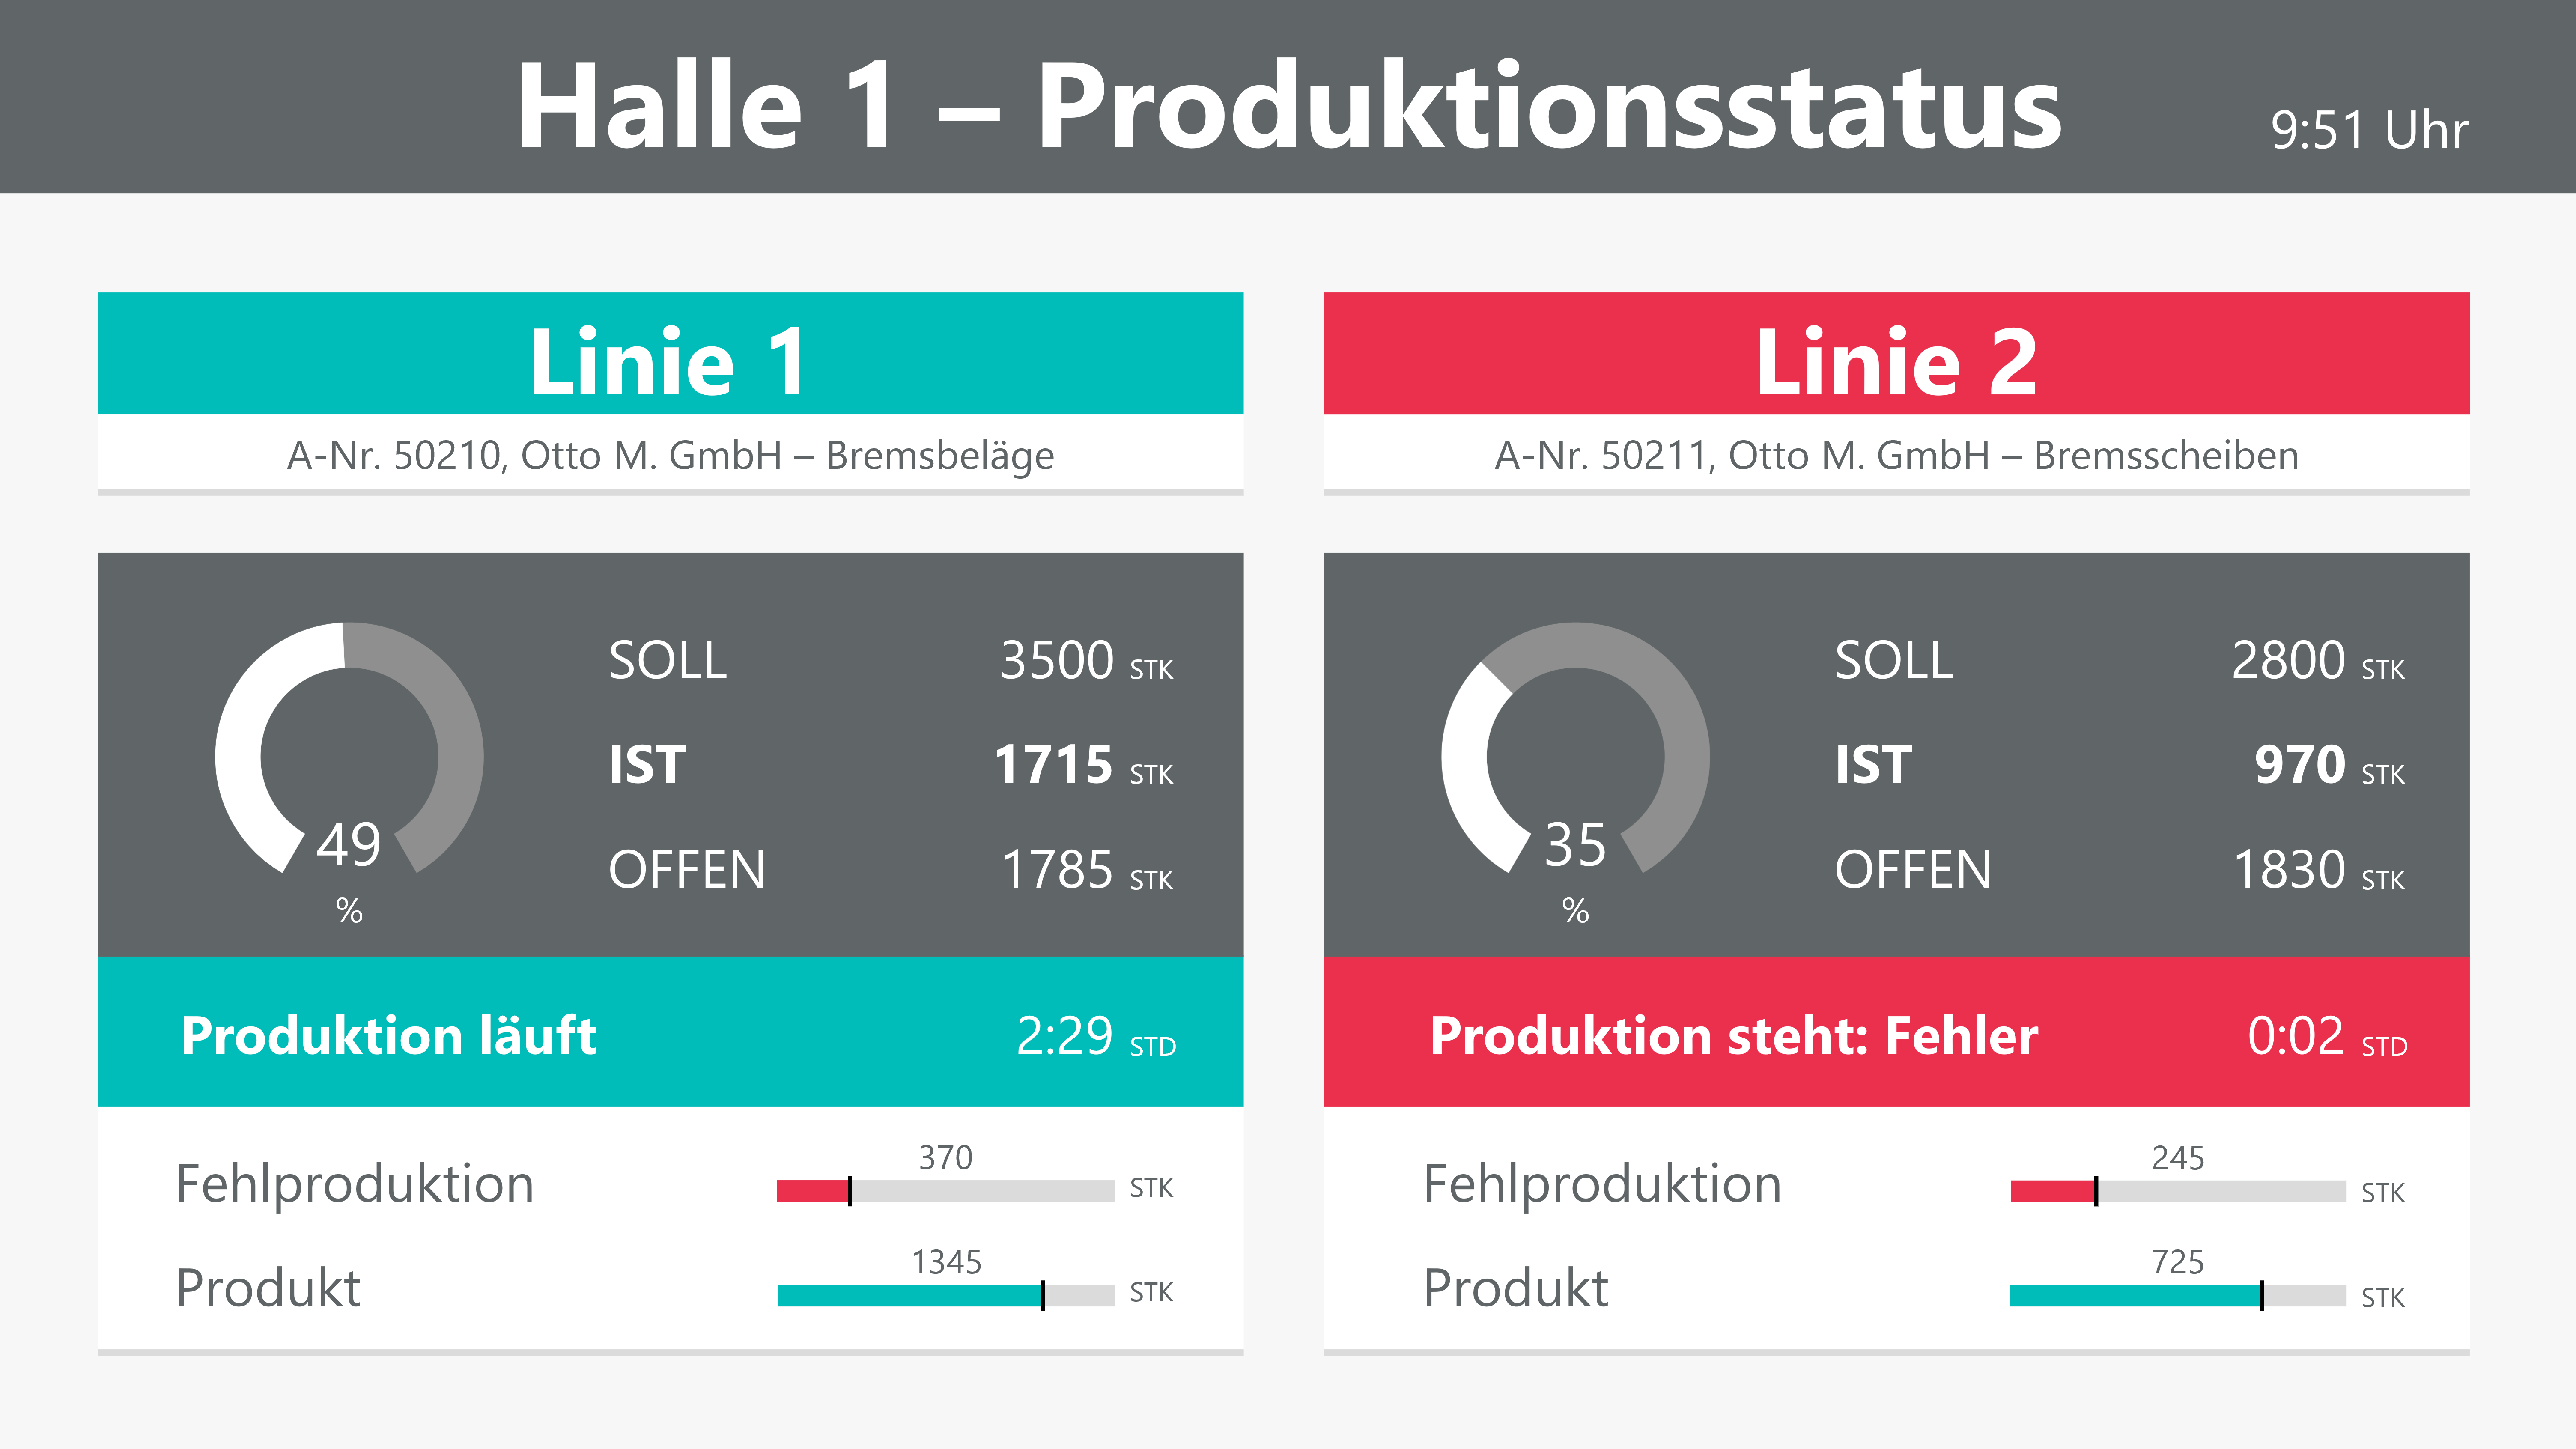 Halle 1 – Produktionsstatus
9:51 Uhr
Linie 1
A-Nr. 50210, Otto M. GmbH – Bremsbeläge
SOLL 3500 STK
IST 1715 STK
OFFEN 1785 STK
49
%
Produktion läuft 2:29 STD
Fehlproduktion 370 STK
Produkt 1345 STK
Linie 2
A-Nr. 50211, Otto M. GmbH – Bremsscheiben
SOLL 2800 STK
IST 970 STK
OFFEN 1830 STK
35
%
Produktion steht: Fehler 0:02 STD
Fehlproduktion 245 STK
Produkt 725 STK